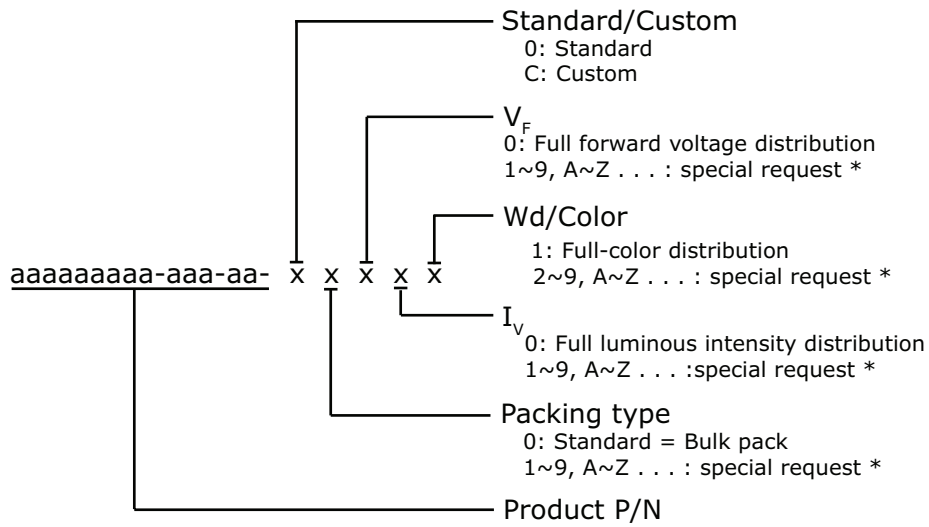 Standard/Custom
0: Standard
C: Custom
VF
0: Full forward voltage distribution
1~9, A~Z . . . : special request *
Wd/Color
1: Full-color distribution
2~9, A~Z . . . : special request *
aaaaaaaaa-aaa-aa- x x x x x
IV
0: Full luminous intensity distribution
1~9, A~Z . . . :special request *
Packing type
0: Standard = Bulk pack
1~9, A~Z . . . : special request *
Product P/N